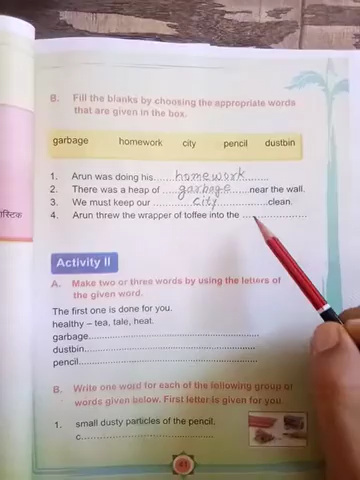 B. Fill the blanks by choosing the appropriate words
that are given in the box.
garbage homework city pencil dustbin
1. Arun was doing his.....homework..........
2. There was a heap of .....garbage.....near the wall.
3. We must keep our ..........city..........clean.
4. Arun threw the wrapper of toffee into the ....................
स्टिक
Activity II
A. Make two or three words by using the letters of
the given word.
The first one is done for you.
healthy – tea, tale, heat.
garbage............................................................
dustbin............................................................
pencil............................................................
B. Write one word for each of the following group of
words given below. First letter is given for you.
1. small dusty particles of the pencil.
c..................................................
41